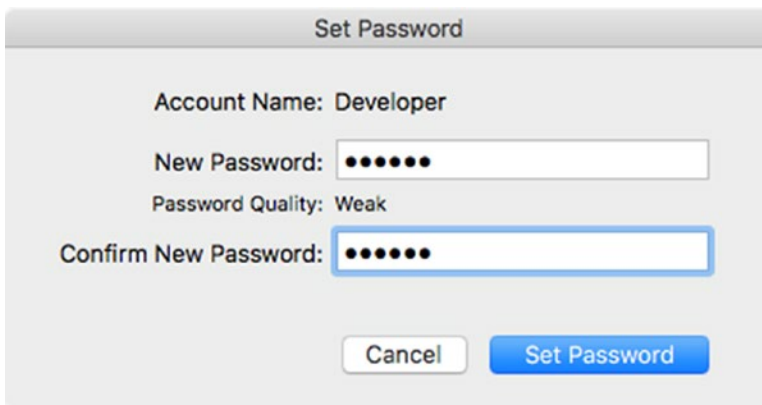 Set Password
Account Name: Developer
New Password: ••••••
Password Quality: Weak
Confirm New Password: ••••••
Cancel Set Password